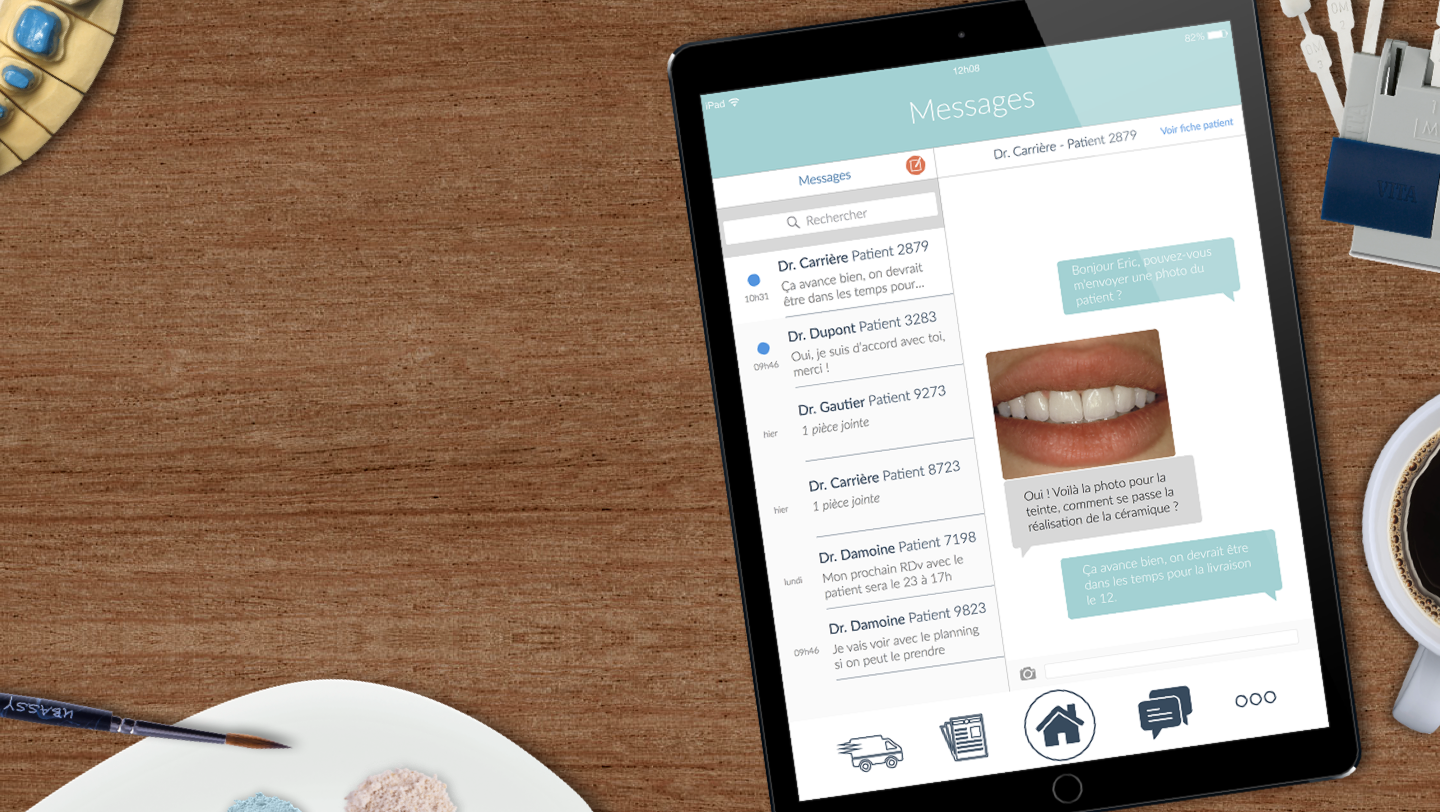 iPad
12h08
82%
Messages
Messages
Rechercher
Dr. Carrière Patient 2879
Ça avance bien, on devrait
être dans les temps pour...
10h31
Dr. Dupont Patient 3283
Oui, je suis d'accord avec toi,
merci !
09h46
Dr. Gautier Patient 9273
1 pièce jointe
hier
Dr. Carrière Patient 8723
1 pièce jointe
hier
Dr. Damoine Patient 7198
Mon prochain RDv avec le
patient sera le 23 à 17h
lundi
Dr. Damoine Patient 9823
Je vais voir avec le planning
si on peut le prendre
09h46
Dr. Carrière - Patient 2879
Voir fiche patient
Bonjour Eric, pouvez-vous
m'envoyer une photo du
patient ?
Oui ! Voilà la photo pour la
teinte, comment se passe la
réalisation de la céramique ?
Ça avance bien, on devrait être
dans les temps pour la livraison
le 12.
VITA
UBASSY